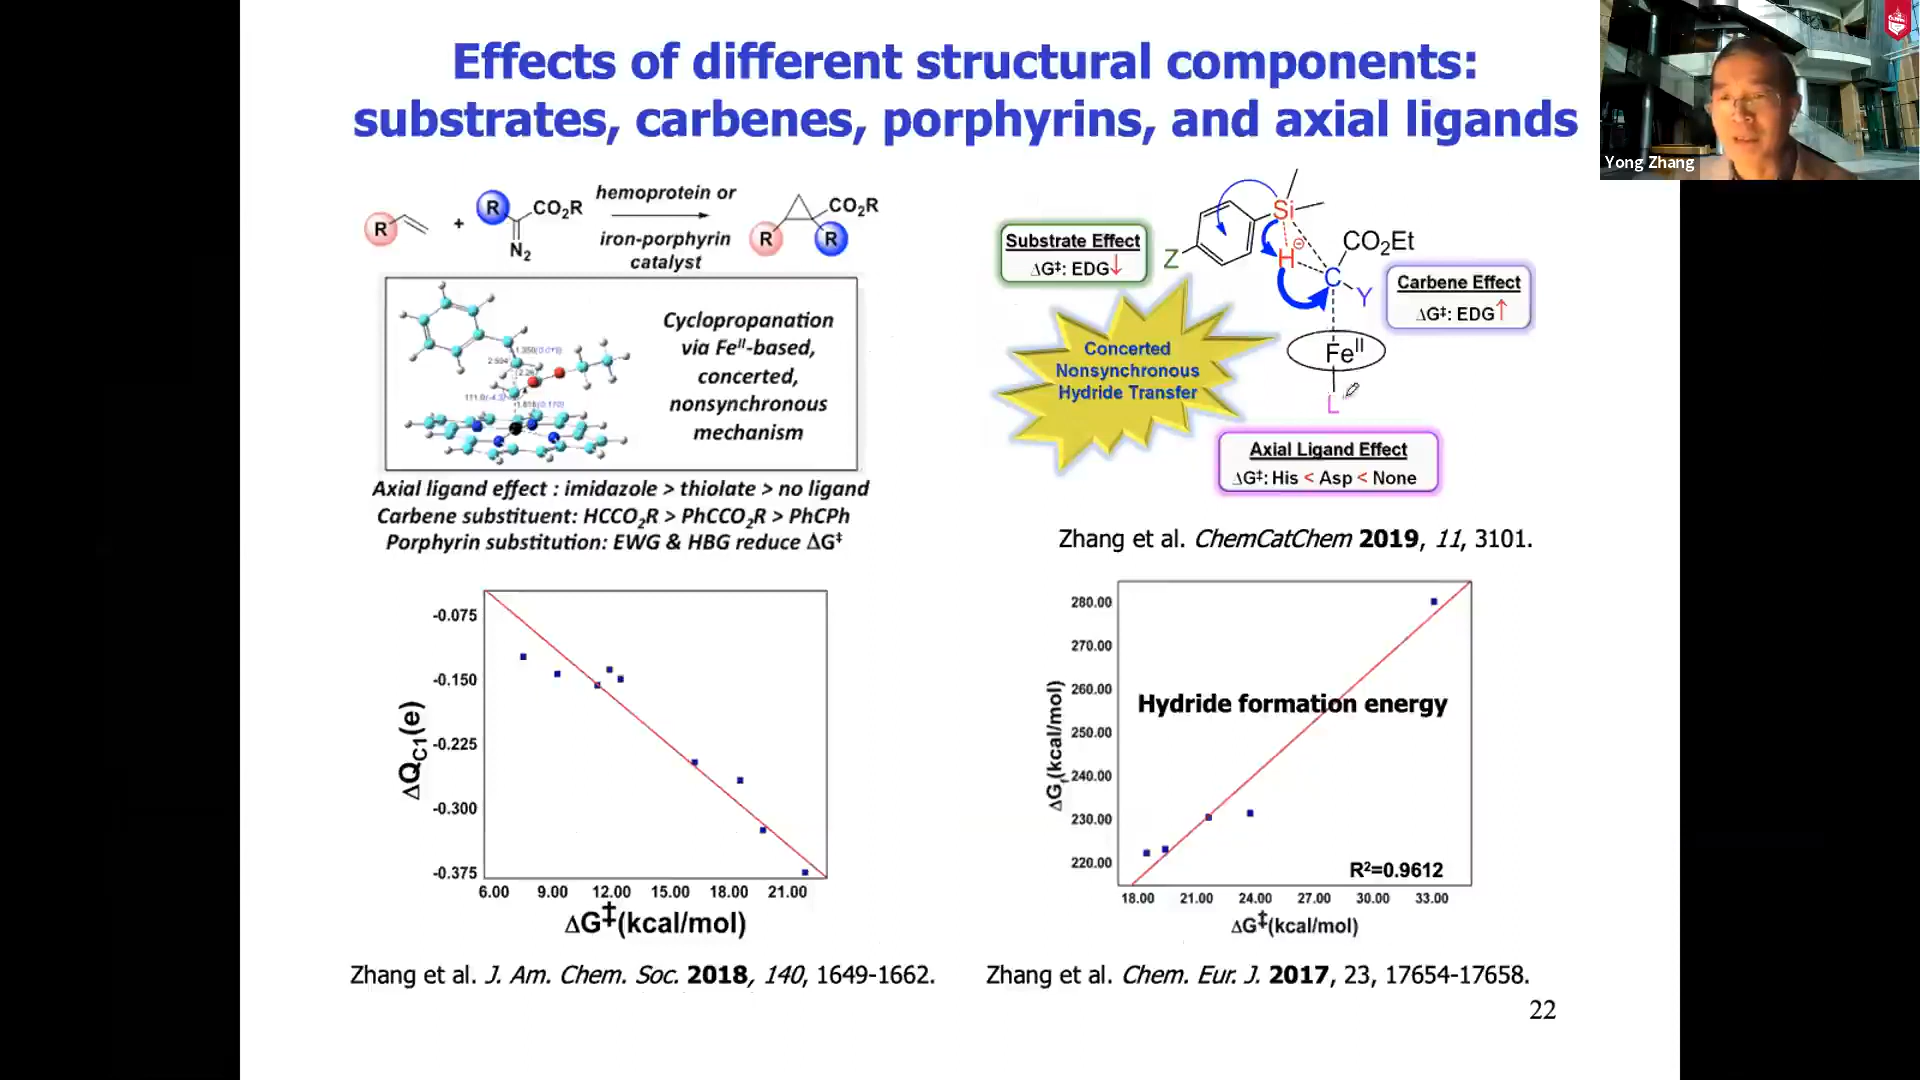 Effects of different structural components:
substrates, carbenes, porphyrins, and axial ligands
Yong Zhang
R
+
R
CO₂R
N₂
hemoprotein or
iron-porphyrin
catalyst
CO₂R
R
R
Cyclopropanation
via Feᴵᴵ-based,
concerted,
nonsynchronous
mechanism
Axial ligand effect : imidazole > thiolate > no ligand
Carbene substituent: HCCO₂R > PhCCO₂R > PhCPh
Porphyrin substitution: EWG & HBG reduce ΔG‡
Substrate Effect
ΔG‡: EDG↓
Z
Si
H
⊖
C
CO₂Et
Y
Feᴵᴵ
L
Carbene Effect
ΔG‡: EDG↑
Concerted
Nonsynchronous
Hydride Transfer
Axial Ligand Effect
ΔG‡: His < Asp < None
Zhang et al. ChemCatChem 2019, 11, 3101.
-0.075
-0.150
-0.225
-0.300
-0.375
ΔQ_C1(e)
6.00 9.00 12.00 15.00 18.00 21.00
ΔG‡(kcal/mol)
280.00
270.00
260.00
250.00
240.00
230.00
220.00
ΔGf(kcal/mol)
Hydride formation energy
R²=0.9612
18.00 21.00 24.00 27.00 30.00 33.00
ΔG‡(kcal/mol)
Zhang et al. J. Am. Chem. Soc. 2018, 140, 1649-1662.
Zhang et al. Chem. Eur. J. 2017, 23, 17654-17658.
22